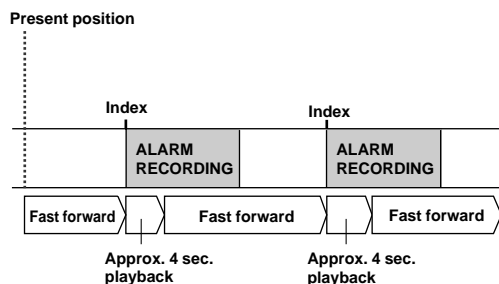 Present position
Index
Index
ALARM
RECORDING
ALARM
RECORDING
Fast forward
Fast forward
Fast forward
Approx. 4 sec.
playback
Approx. 4 sec.
playback